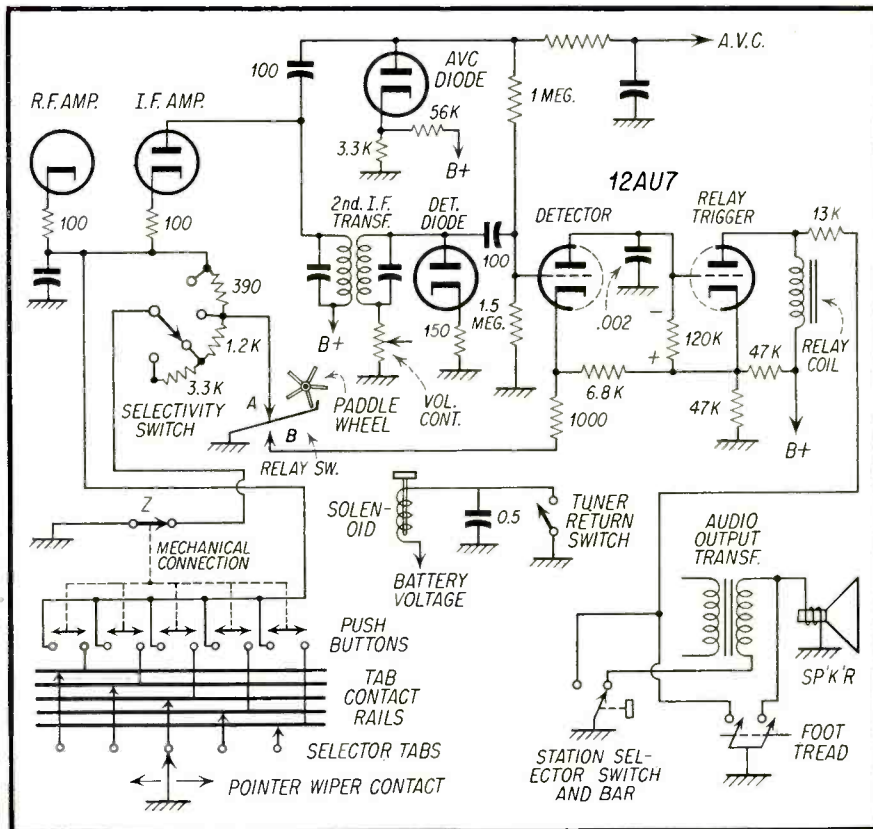 A.V.C.
100
AVC
DIODE
1 MEG.
R.F. AMP.
I.F. AMP.
56K
3.3K
B+
12AU7
2nd. I.F.
TRANSF.
DET.
DIODE
DETECTOR
RELAY
TRIGGER
13K
100
100
100
390
1.2K
3.3K
SELECTIVITY
SWITCH
B+
150
1.5
MEG.
.002
-
+
120K
47K
RELAY
COIL
6.8K
47K
1000
A
B
PADDLE
WHEEL
VOL.
CONT.
RELAY SW.
B+
Z
MECHANICAL
CONNECTION
SOLEN-
OID
0.5
TUNER
RETURN
SWITCH
BATTERY
VOLTAGE
AUDIO
OUTPUT
TRANSF.
SP'K'R
PUSH
BUTTONS
TAB
CONTACT
RAILS
SELECTOR TABS
POINTER WIPER CONTACT
STATION SEL-
ECTOR SWITCH
AND BAR
FOOT
TREAD